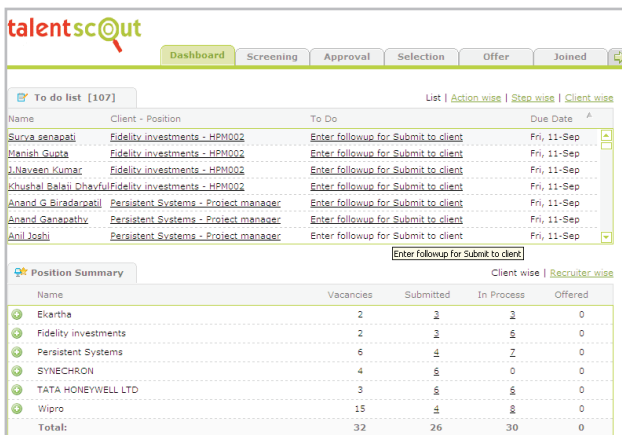 talentscout
Dashboard Screening Approval Selection Offer Joined
To do list [107] List | Action wise | Step wise | Client wise
Name Client - Position To Do Due Date
Surya senapati Fidelity investments - HPM002 Enter followup for Submit to client Fri, 11-Sep
Manish Gupta Fidelity investments - HPM002 Enter followup for Submit to client Fri, 11-Sep
J.Naveen Kumar Fidelity investments - HPM002 Enter followup for Submit to client Fri, 11-Sep
Khushal Balaji Dhavful Fidelity investments - HPM002 Enter followup for Submit to client Fri, 11-Sep
Anand G Biradarpatil Persistent Systems - Project manager Enter followup for Submit to client Fri, 11-Sep
Anand Ganapathy Persistent Systems - Project manager Enter followup for Submit to client Fri, 11-Sep
Anil Joshi Persistent Systems - Project manager Enter followup for Submit to client Fri, 11-Sep
Enter followup for Submit to client
Position Summary Client wise | Recruiter wise
Name Vacancies Submitted In Process Offered
Ekartha 2 3 3 0
Fidelity investments 2 3 6 0
Persistent Systems 6 4 7 0
SYNECHRON 4 6 0 0
TATA HONEYWELL LTD 3 6 6 0
Wipro 15 4 8 0
Total: 32 26 30 0